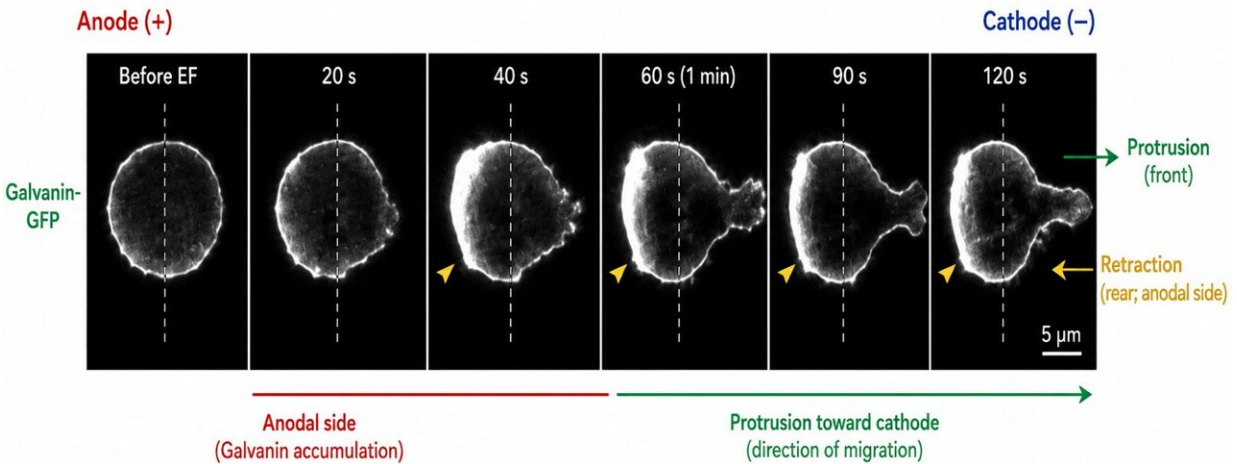 Anode (+)
Cathode (–)
Before EF
20 s
40 s
60 s (1 min)
90 s
120 s
Galvanin-
GFP
Protrusion
(front)
Retraction
(rear; anodal side)
5 µm
Anodal side
(Galvanin accumulation)
Protrusion toward cathode
(direction of migration)